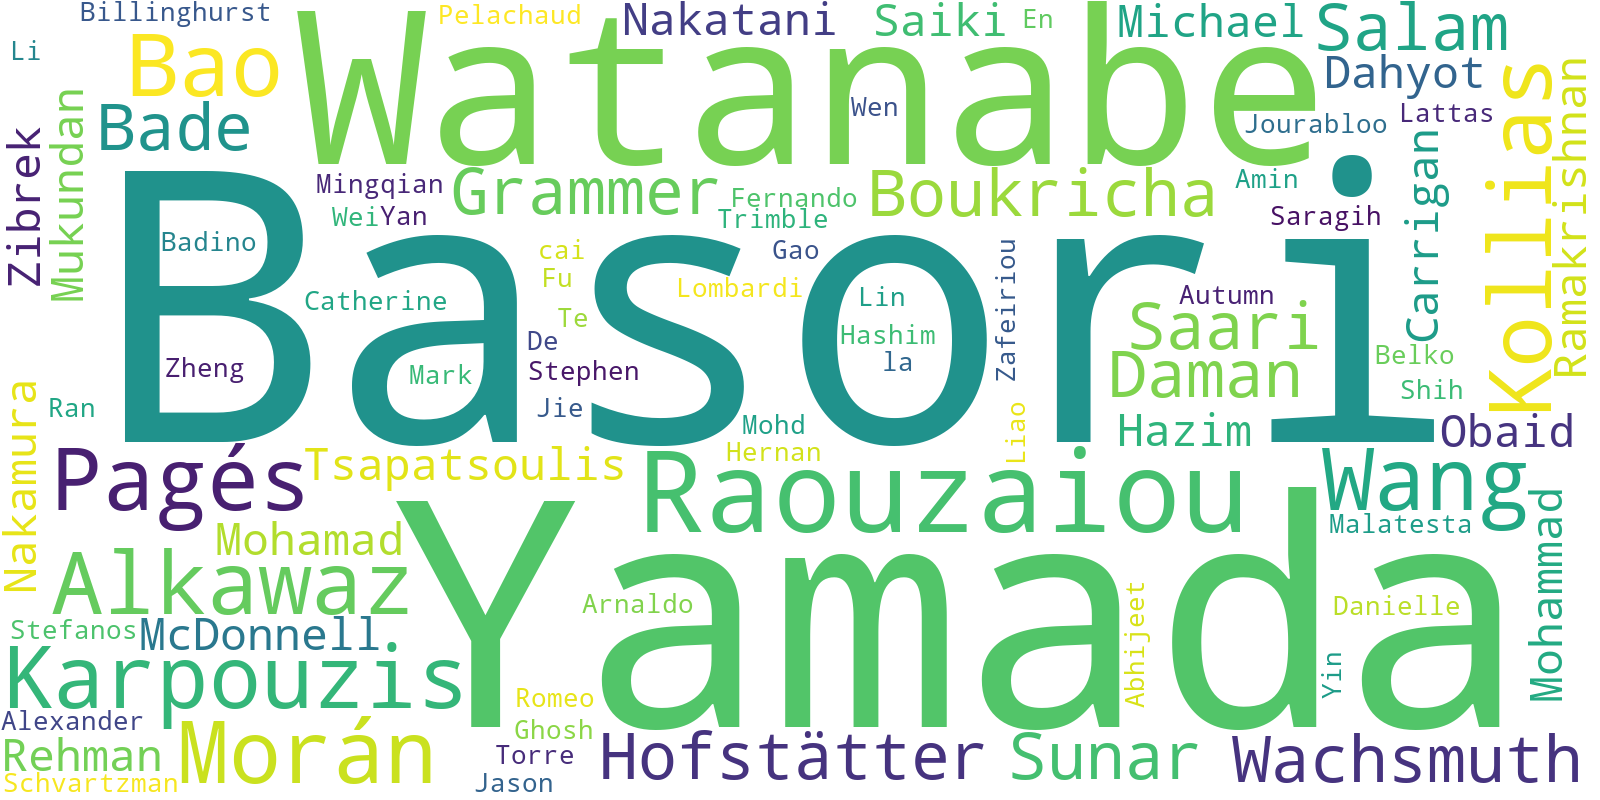 Billinghurst
Pelachaud
Nakatani
Saiki
En
Michael
Salam
Li
Bao
Watanabe
Dahyot
Kollias
Ramakrishnan
Zibrek
Mukundan
Bade
Wen
Jourabloo
Lattas
Carrigan
Mingqian
Grammer
Fernando
Boukricha
Amin
Wei
Yan
Trimble
Saragih
Basori
Badino
cai
Gao
Zafeiriou
Fu
Lombardi
Catherine
Lin
Autumn
Te
Saari
Hashim
De
la
Belko
Zheng
Mark
Stephen
Daman
Shih
Ran
Jie
Liao
Mohd
Hazim
Obaid
Nakamura
Hernan
Pagés
Tsapatsoulis
Raouzaiou
Wang
Mohamad
Malatesta
Mohammad
Alkawaz
Yamada
Arnaldo
Abhijeet
Danielle
Stefanos
McDonnell
Karpouzis
Yin
Romeo
Alexander
Ghosh
Rehman
Morán
Torre
Hofstätter
Sunar
Wachsmuth
Schvartzman
Jason